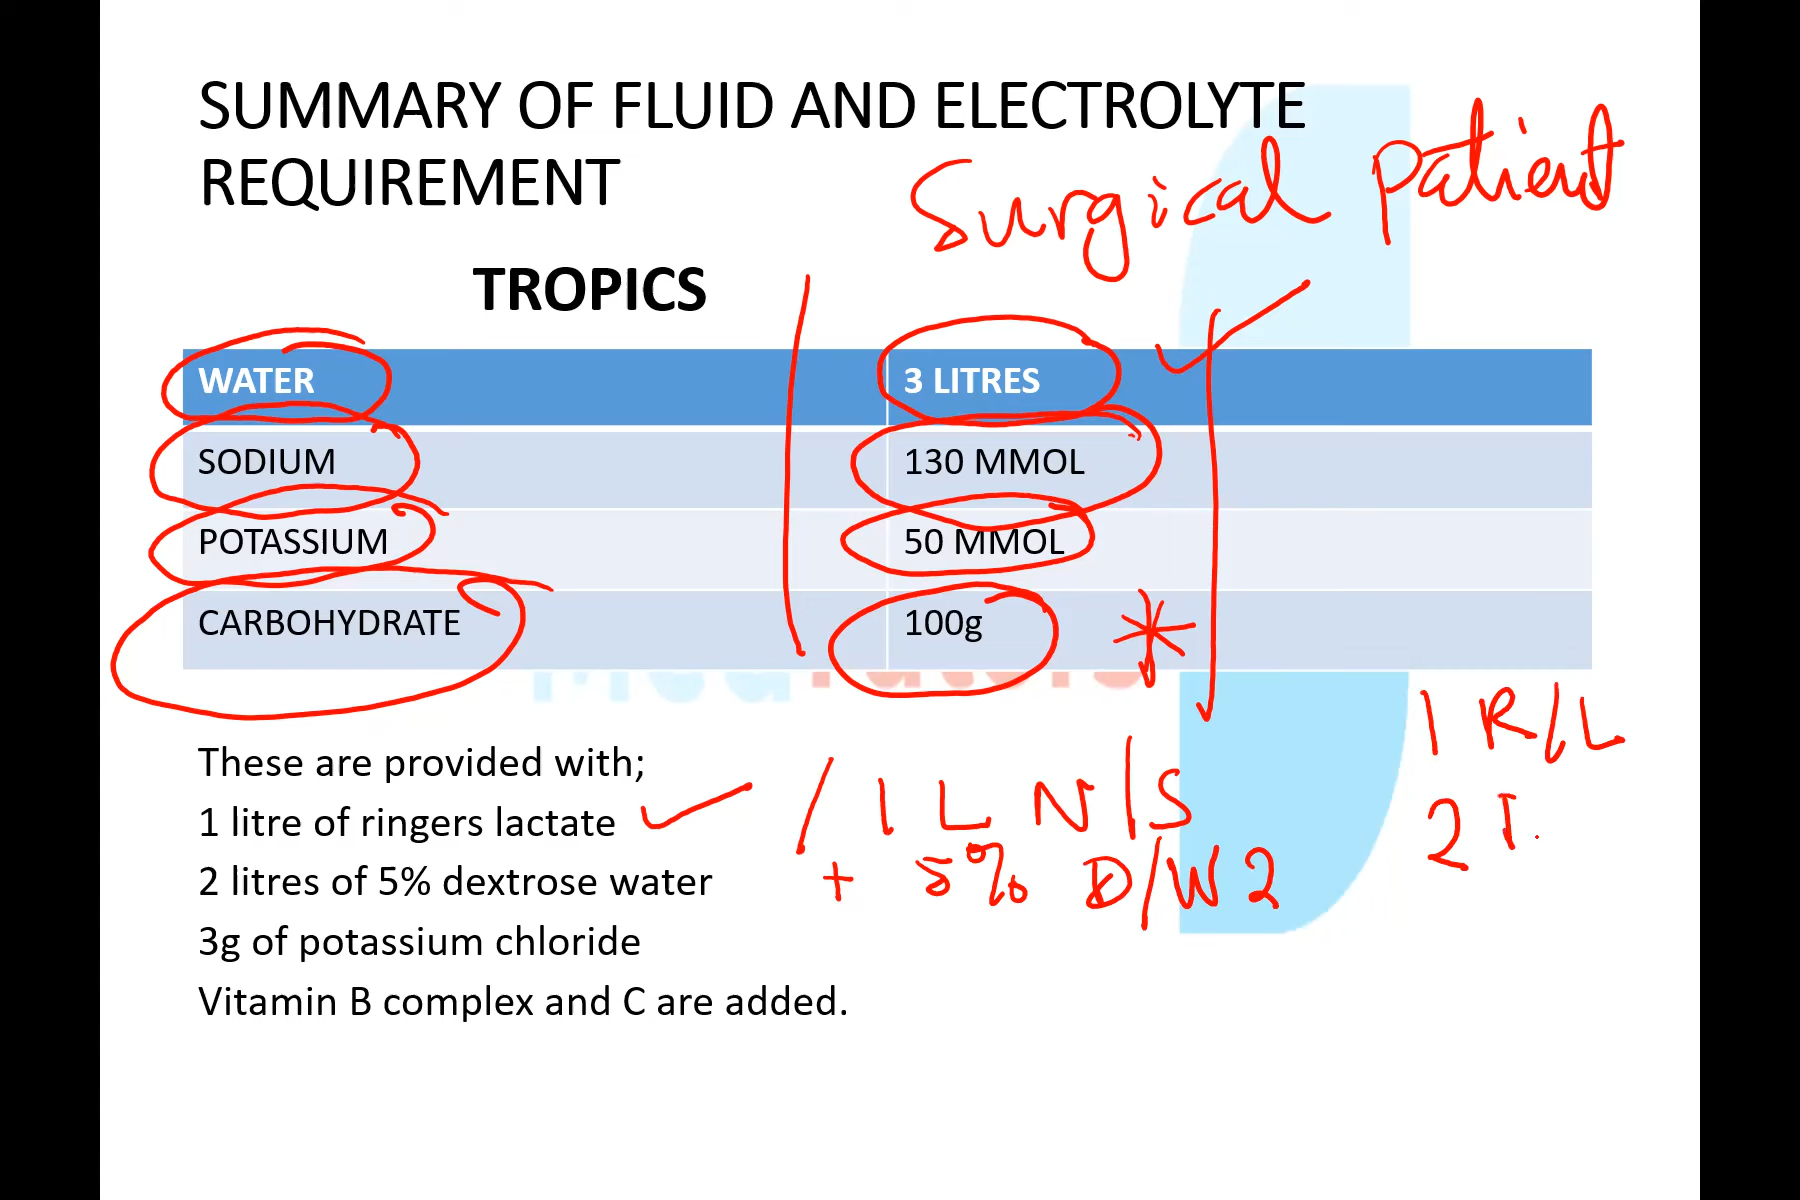 SUMMARY OF FLUID AND ELECTROLYTE
REQUIREMENT
Surgical patient
TROPICS
WATER 3 LITRES
SODIUM 130 MMOL
POTASSIUM 50 MMOL
CARBOHYDRATE 100g
These are provided with;
1 litre of ringers lactate / 1 L N/S
2 litres of 5% dextrose water + 5% D/W 2
3g of potassium chloride
Vitamin B complex and C are added.
1 R/L
2